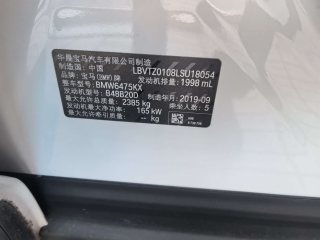 华晨宝马汽车有限公司制造
制造国：中国 LBVTZ0108LSU18054
品牌：宝马(BMW)牌 发动机排量：1998 mL
整车型号：BMW6475KX
发动机型号：B48B20D 制造年月：2019-09
最大允许总质量：2385 kg 乘坐人数：5
发动机最大净功率：165 kW
最大允许牵引质量： kg